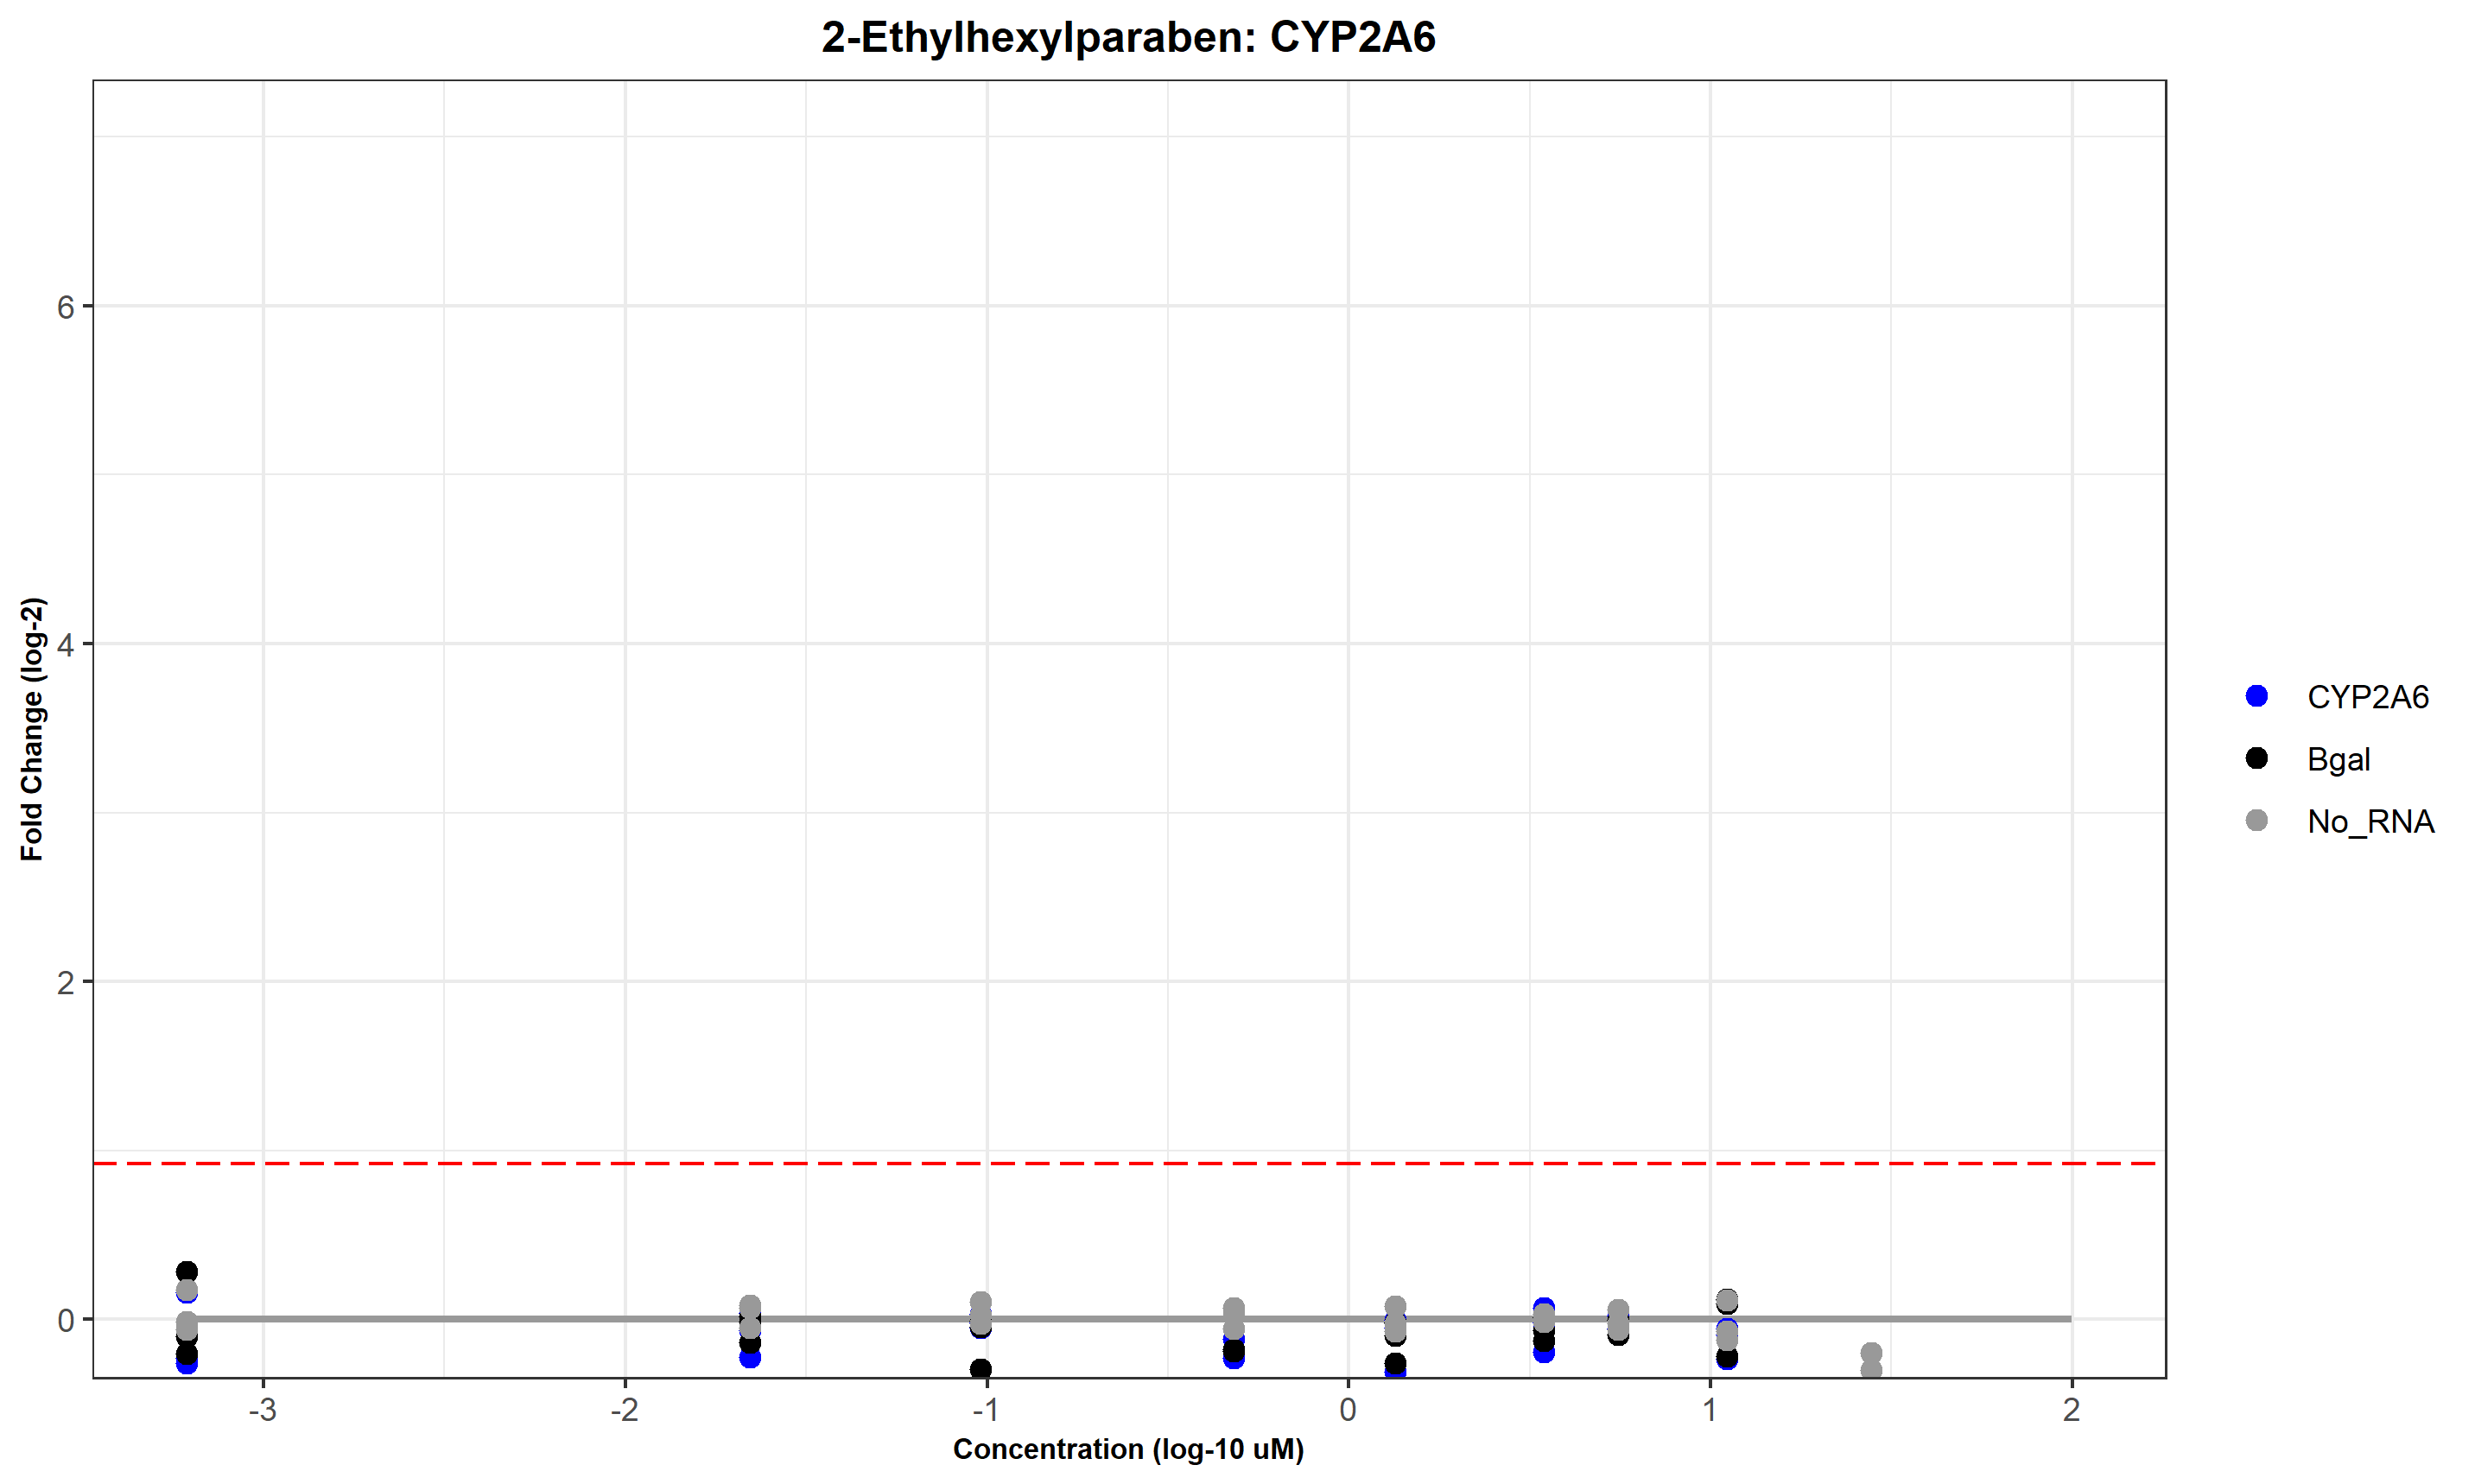 2-Ethylhexylparaben: CYP2A6
Fold Change (log-2)
6
4
2
0
-3
-2
-1
0
1
2
Concentration (log-10 uM)
CYP2A6
Bgal
No_RNA